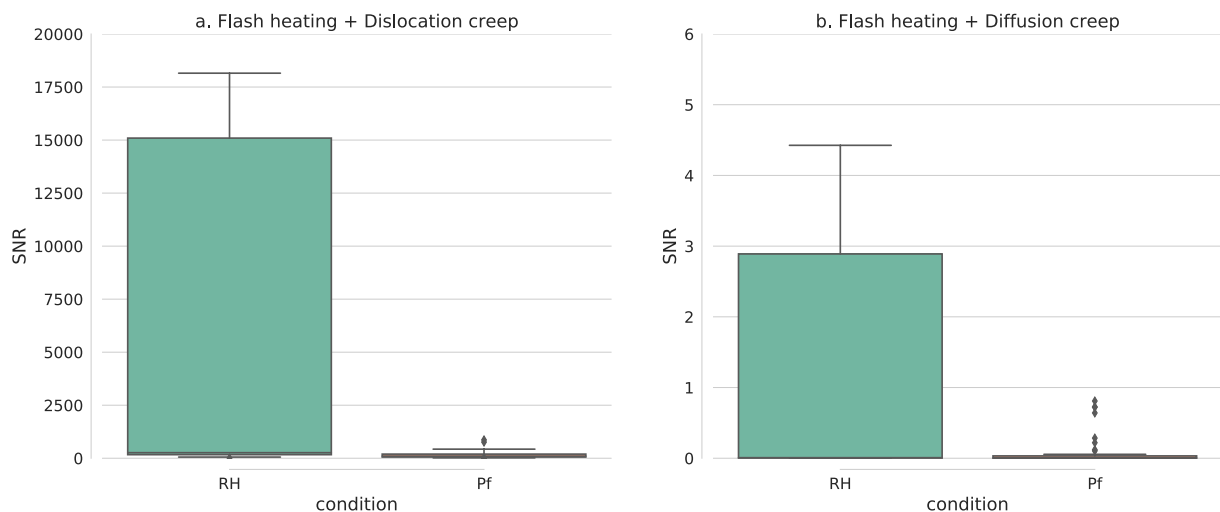 a. Flash heating + Dislocation creep
20000
17500
15000
12500
10000
7500
5000
2500
0
SNR
RH
Pf
condition
b. Flash heating + Diffusion creep
6
5
4
3
2
1
0
SNR
RH
Pf
condition